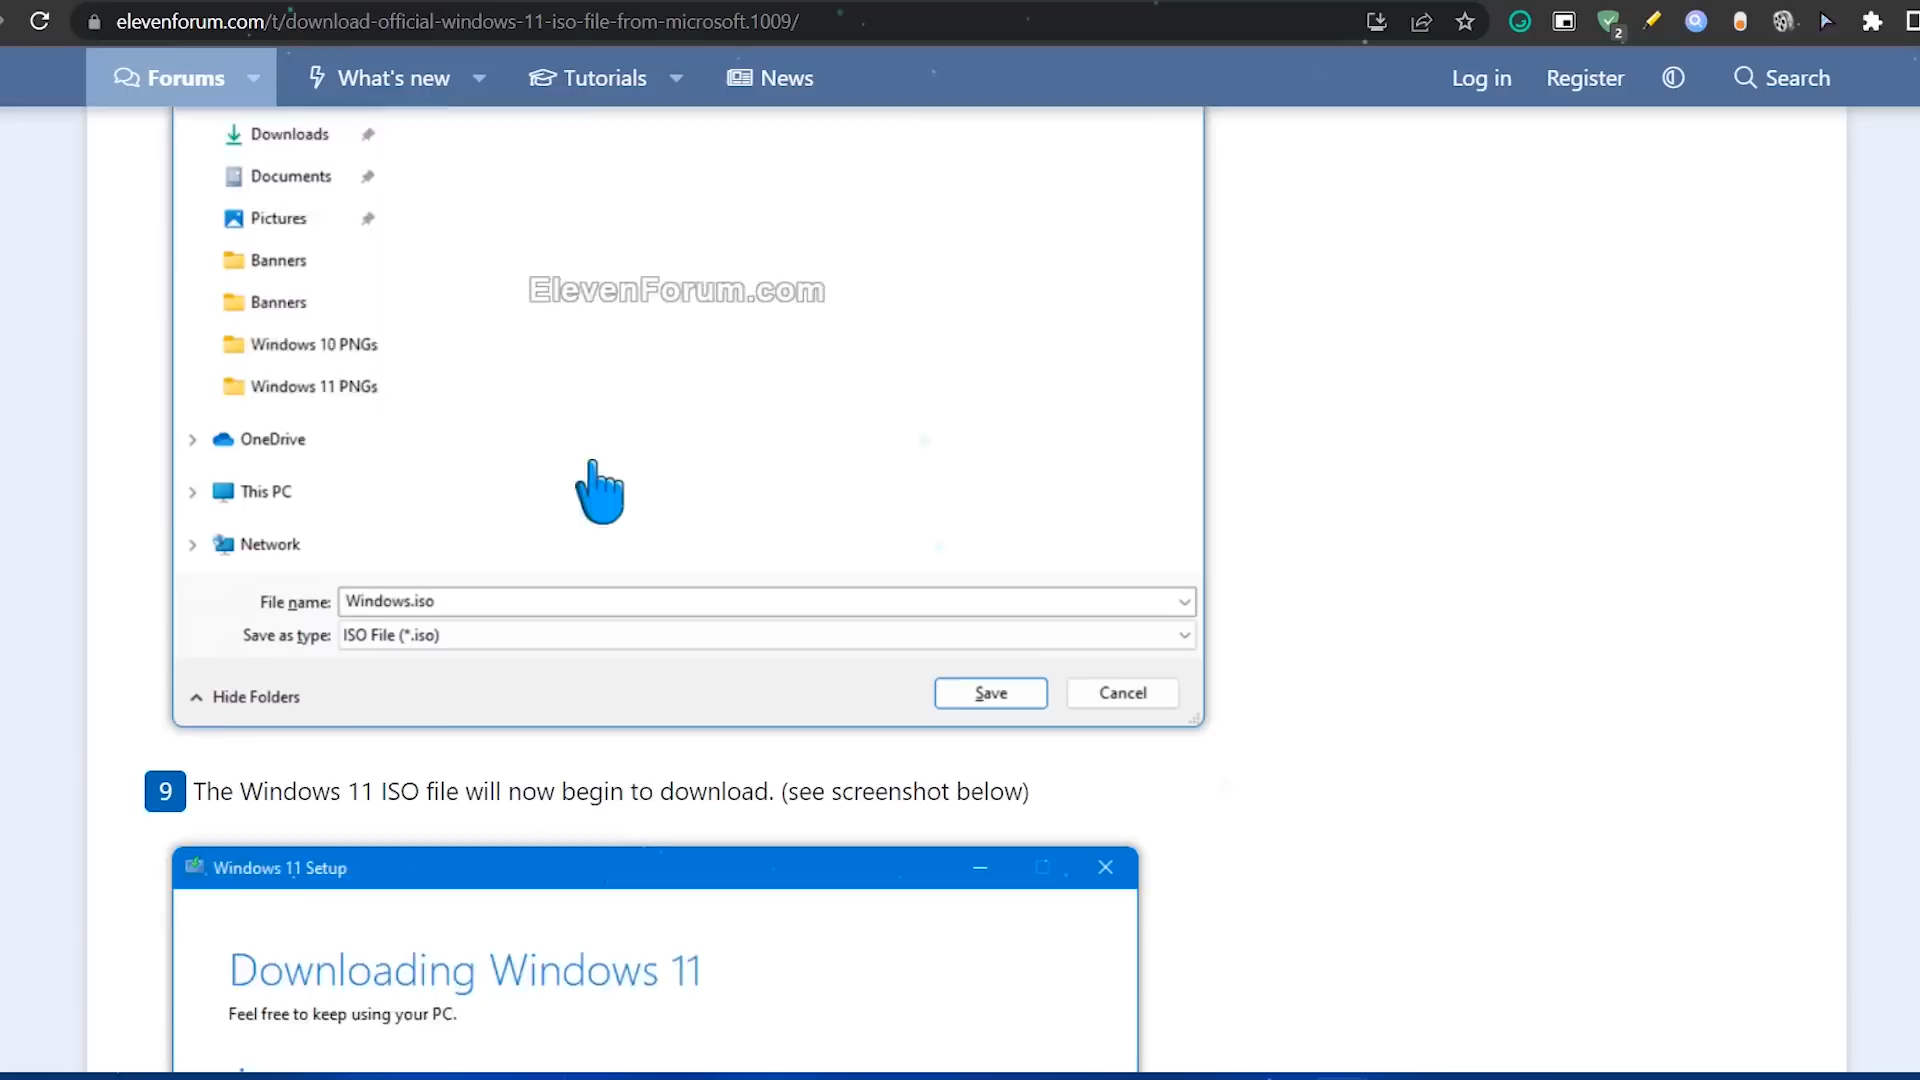 elevenforum.com/t/download-official-windows-11-iso-file-from-microsoft.1009/
2
Forums What's new Tutorials News Log in Register Search
Downloads
Documents
Pictures
Banners
ElevenForum.com
Banners
Windows 10 PNGs
Windows 11 PNGs
OneDrive
This PC
Network
File name: Windows.iso
Save as type: ISO File (*.iso)
Hide Folders Save Cancel
9 The Windows 11 ISO file will now begin to download. (see screenshot below)
Windows 11 Setup
Downloading Windows 11
Feel free to keep using your PC.